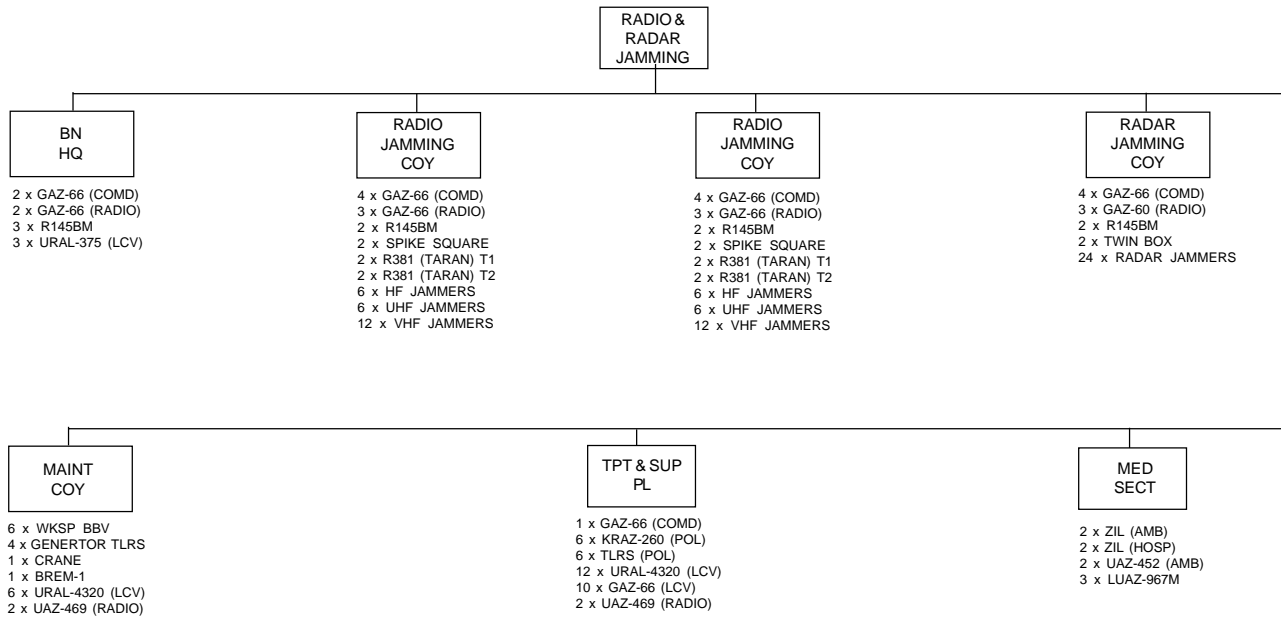 RADIO &
RADAR
JAMMING
BN
HQ
2 x GAZ-66 (COMD)
2 x GAZ-66 (RADIO)
3 x R145BM
3 x URAL-375 (LCV)
RADIO
JAMMING
COY
4 x GAZ-66 (COMD)
3 x GAZ-66 (RADIO)
2 x R145BM
2 x SPIKE SQUARE
2 x R381 (TARAN) T1
2 x R381 (TARAN) T2
6 x HF JAMMERS
6 x UHF JAMMERS
12 x VHF JAMMERS
RADIO
JAMMING
COY
4 x GAZ-66 (COMD)
3 x GAZ-66 (RADIO)
2 x R145BM
2 x SPIKE SQUARE
2 x R381 (TARAN) T1
2 x R381 (TARAN) T2
6 x HF JAMMERS
6 x UHF JAMMERS
12 x VHF JAMMERS
RADAR
JAMMING
COY
4 x GAZ-66 (COMD)
3 x GAZ-60 (RADIO)
2 x R145BM
2 x TWIN BOX
24 x RADAR JAMMERS
MAINT
COY
6 x WKSP BBV
4 x GENERTOR TLRS
1 x CRANE
1 x BREM-1
6 x URAL-4320 (LCV)
2 x UAZ-469 (RADIO)
TPT & SUP
PL
1 x GAZ-66 (COMD)
6 x KRAZ-260 (POL)
6 x TLRS (POL)
12 x URAL-4320 (LCV)
10 x GAZ-66 (LCV)
2 x UAZ-469 (RADIO)
MED
SECT
2 x ZIL (AMB)
2 x ZIL (HOSP)
2 x UAZ-452 (AMB)
3 x LUAZ-967M